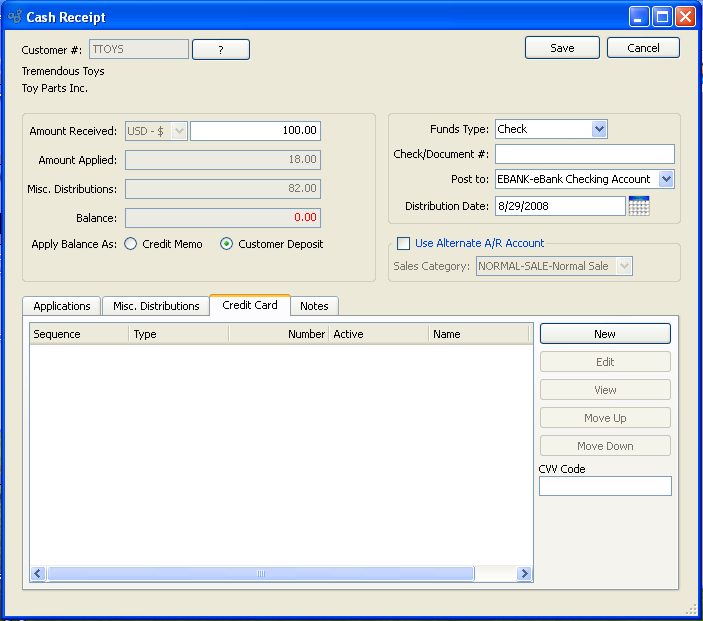 Cash Receipt
Customer #: TTOYS ? Save Cancel
Tremendous Toys
Toy Parts Inc.
Amount Received: USD - $ 100.00
Amount Applied: 18.00
Misc. Distributions: 82.00
Balance: 0.00
Apply Balance As: Credit Memo Customer Deposit
Funds Type: Check
Check/Document #:
Post to: EBANK-eBank Checking Account
Distribution Date: 8/29/2008
Use Alternate A/R Account
Sales Category: NORMAL-SALE-Normal Sale
Applications Misc. Distributions Credit Card Notes
Sequence Type Number Active Name
New
Edit
View
Move Up
Move Down
CVV Code